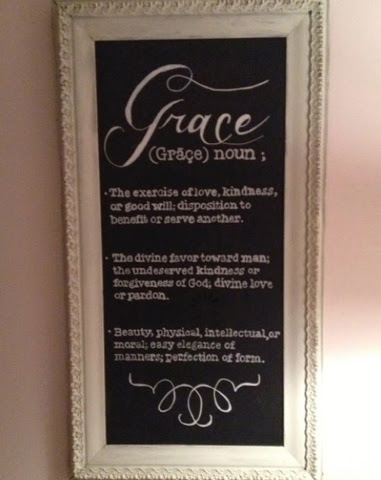 Grace
(Grāçe) noun ;
• The exercise of love, kindness,
or good will; disposition to
benefit or serve another.
• The divine favor toward man;
the undeserved kindness or
forgiveness of God; divine love
or pardon.
• Beauty, physical, intellectual, or
moral; easy elegance of
manners; perfection of form.